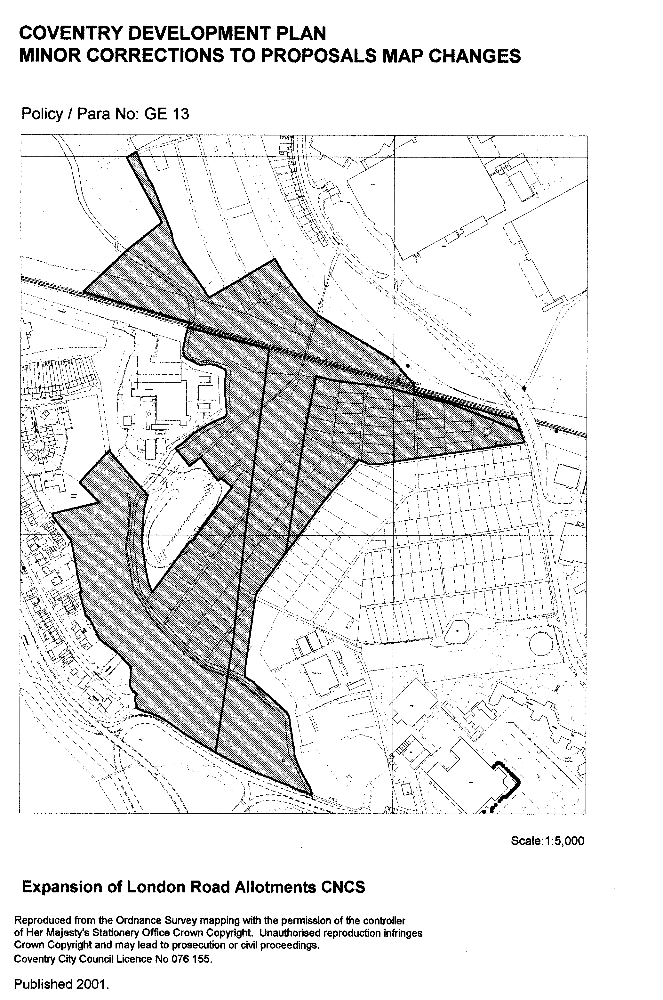 COVENTRY DEVELOPMENT PLAN
MINOR CORRECTIONS TO PROPOSALS MAP CHANGES
Policy / Para No: GE 13
Scale:1:5,000
Expansion of London Road Allotments CNCS
Reproduced from the Ordnance Survey mapping with the permission of the controller
of Her Majesty's Stationery Office Crown Copyright.  Unauthorised reproduction infringes
Crown Copyright and may lead to prosecution or civil proceedings.
Coventry City Council Licence No 076 155.
Published 2001.